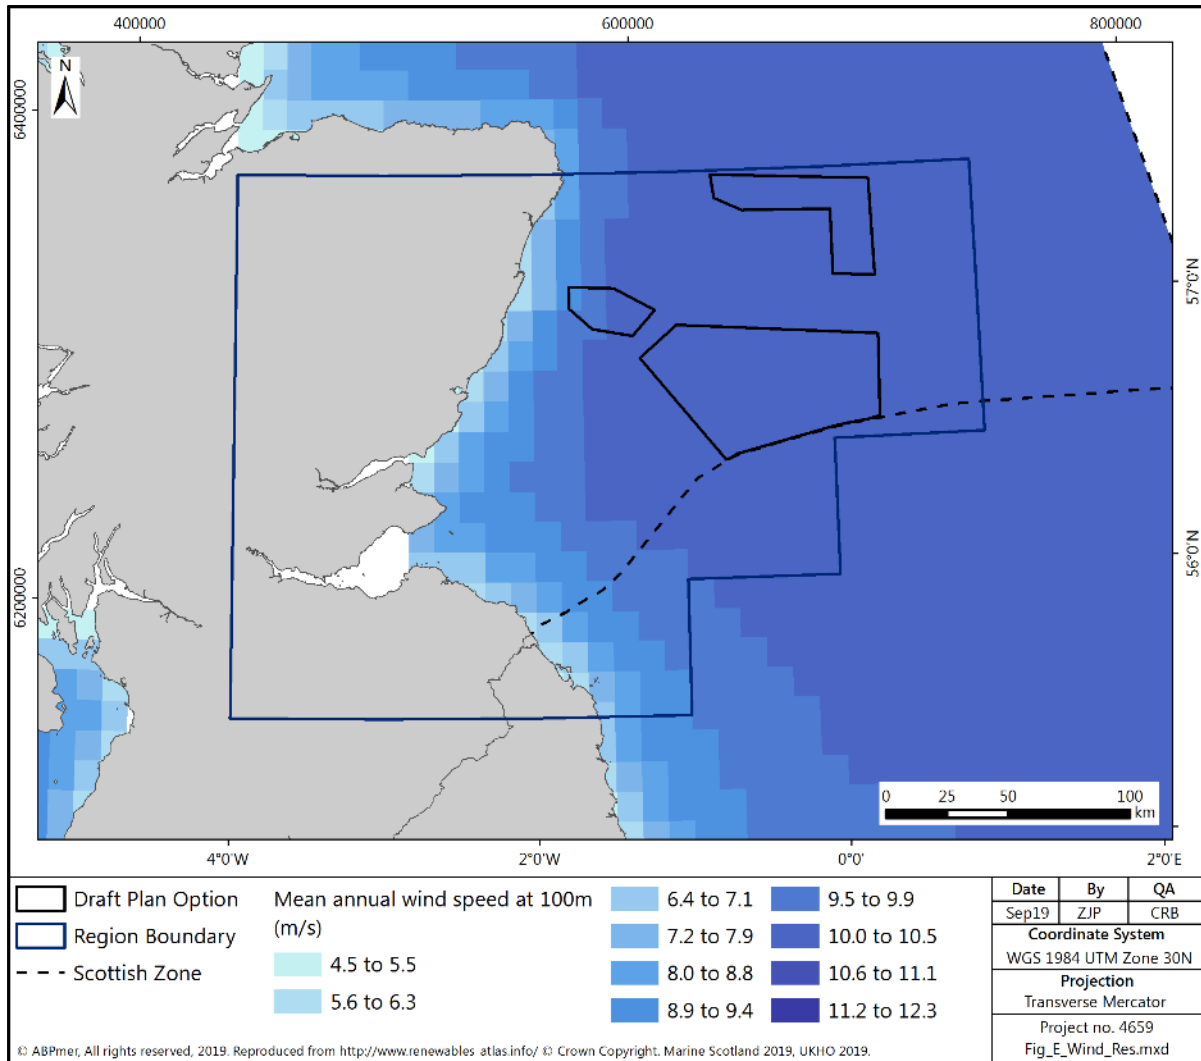 400000 600000 800000
N
6400000
57°0'N
56°0'N
6200000
0 25 50 100
km
4°0'W 2°0'W 0°0' 2°0'E
Draft Plan Option
Region Boundary
Scottish Zone
Mean annual wind speed at 100m
(m/s)
4.5 to 5.5
5.6 to 6.3
6.4 to 7.1
7.2 to 7.9
8.0 to 8.8
8.9 to 9.4
9.5 to 9.9
10.0 to 10.5
10.6 to 11.1
11.2 to 12.3
Date By QA
Sep19 ZJP CRB
Coordinate System
WGS 1984 UTM Zone 30N
Projection
Transverse Mercator
Project no. 4659
Fig_E_Wind_Res.mxd
© ABPmer, All rights reserved, 2019. Reproduced from http://www.renewables atlas.info/ © Crown Copyright. Marine Scotland 2019, UKHO 2019.